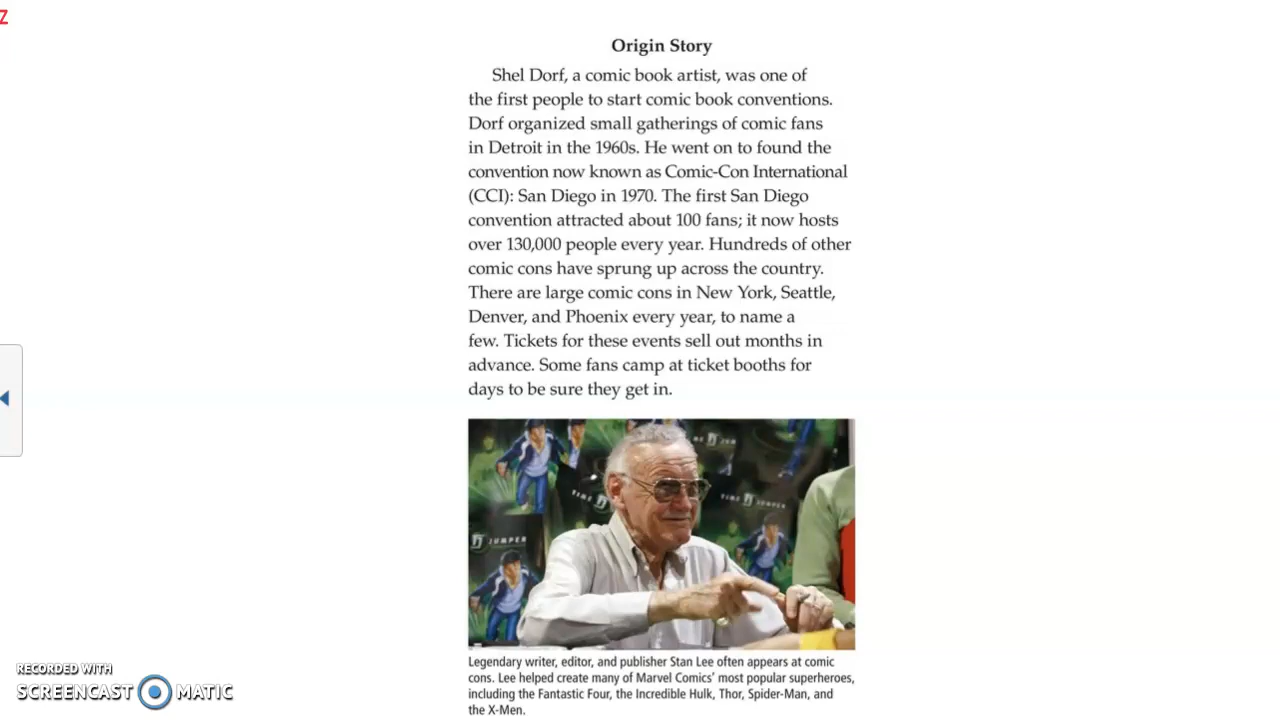 Z
Origin Story
Shel Dorf, a comic book artist, was one of
the first people to start comic book conventions.
Dorf organized small gatherings of comic fans
in Detroit in the 1960s. He went on to found the
convention now known as Comic-Con International
(CCI): San Diego in 1970. The first San Diego
convention attracted about 100 fans; it now hosts
over 130,000 people every year. Hundreds of other
comic cons have sprung up across the country.
There are large comic cons in New York, Seattle,
Denver, and Phoenix every year, to name a
few. Tickets for these events sell out months in
advance. Some fans camp at ticket booths for
days to be sure they get in.
TIME JUMPER
JUMPER
Legendary writer, editor, and publisher Stan Lee often appears at comic
cons. Lee helped create many of Marvel Comics' most popular superheroes,
including the Fantastic Four, the Incredible Hulk, Thor, Spider-Man, and
the X-Men.
RECORDED WITH
SCREENCAST MATIC